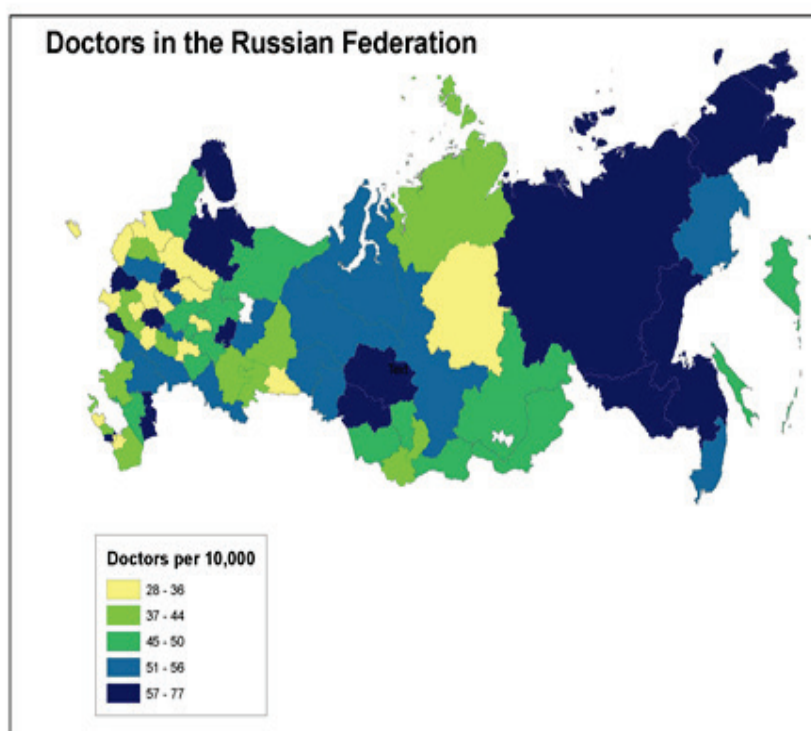 Doctors in the Russian Federation
Doctors per 10,000
28 - 36
37 - 44
45 - 50
51 - 56
57 - 77